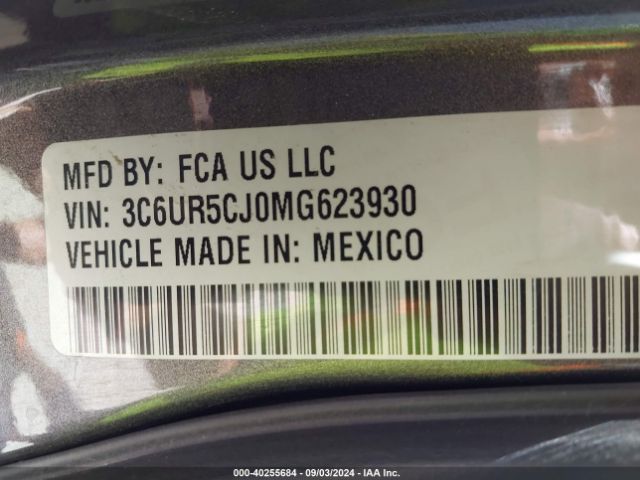 MFD BY: FCA US LLC
VIN: 3C6UR5CJ0MG623930
VEHICLE MADE IN: MEXICO
000-40255684 - 09/03/2024 - IAA Inc.